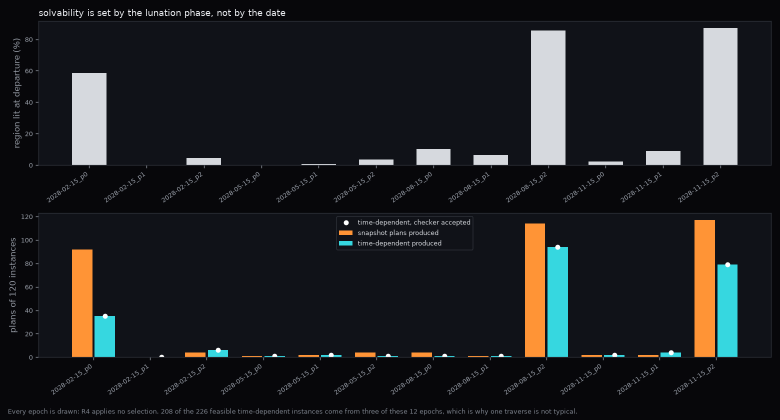 solvability is set by the lunation phase, not by the date
region lit at departure (%)
80
60
40
20
0
2028-02-15_p0
2028-02-15_p1
2028-02-15_p2
2028-05-15_p0
2028-05-15_p1
2028-05-15_p2
2028-08-15_p0
2028-08-15_p1
2028-08-15_p2
2028-11-15_p0
2028-11-15_p1
2028-11-15_p2
plans of 120 instances
120
100
80
60
40
20
0
time-dependent, checker accepted
snapshot plans produced
time-dependent produced
2028-02-15_p0
2028-02-15_p1
2028-02-15_p2
2028-05-15_p0
2028-05-15_p1
2028-05-15_p2
2028-08-15_p0
2028-08-15_p1
2028-08-15_p2
2028-11-15_p0
2028-11-15_p1
2028-11-15_p2
Every epoch is drawn: R4 applies no selection. 208 of the 226 feasible time-dependent instances come from three of these 12 epochs, which is why one traverse is not typical.